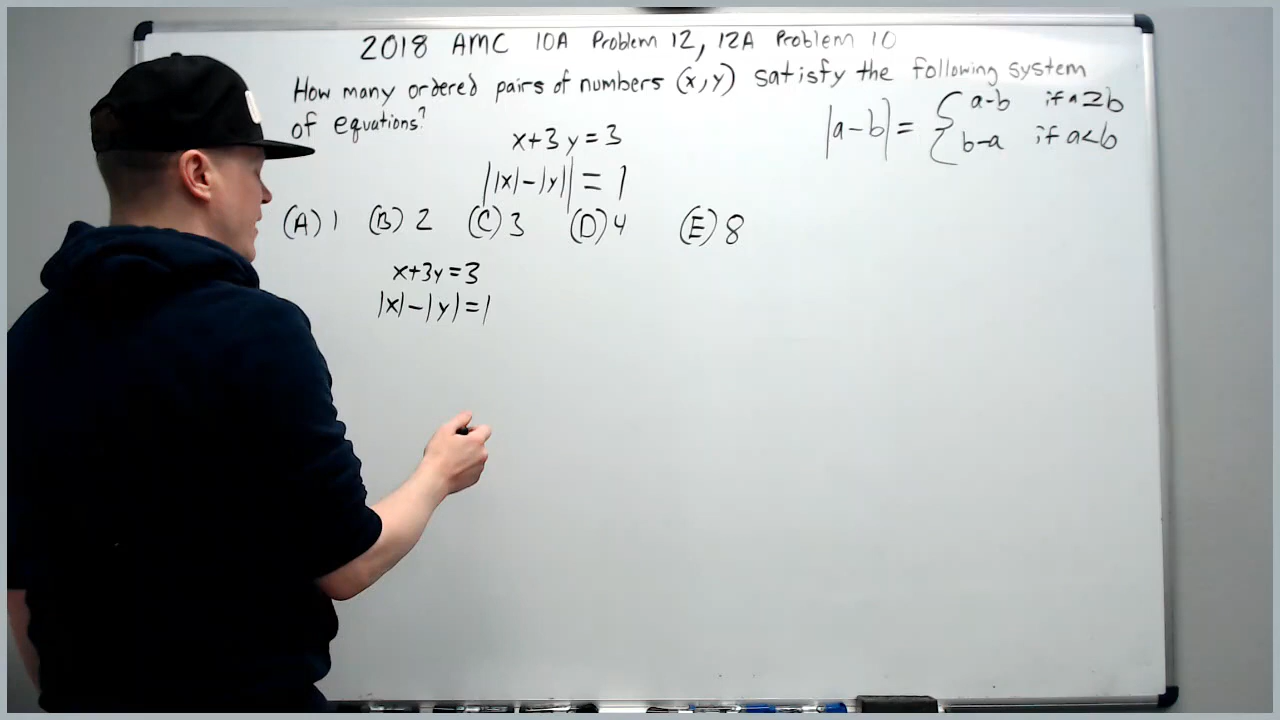 2018 AMC 10A Problem 12, 12A Problem 10
How many ordered pairs of numbers (x,y) satisfy the following system
of equations?
x+3y=3
||x|-|y||=1
|a-b|= { a-b if a≥b
b-a if a<b
(A) 1 (B) 2 (C) 3 (D) 4 (E) 8
x+3y=3
|x|-|y|=1